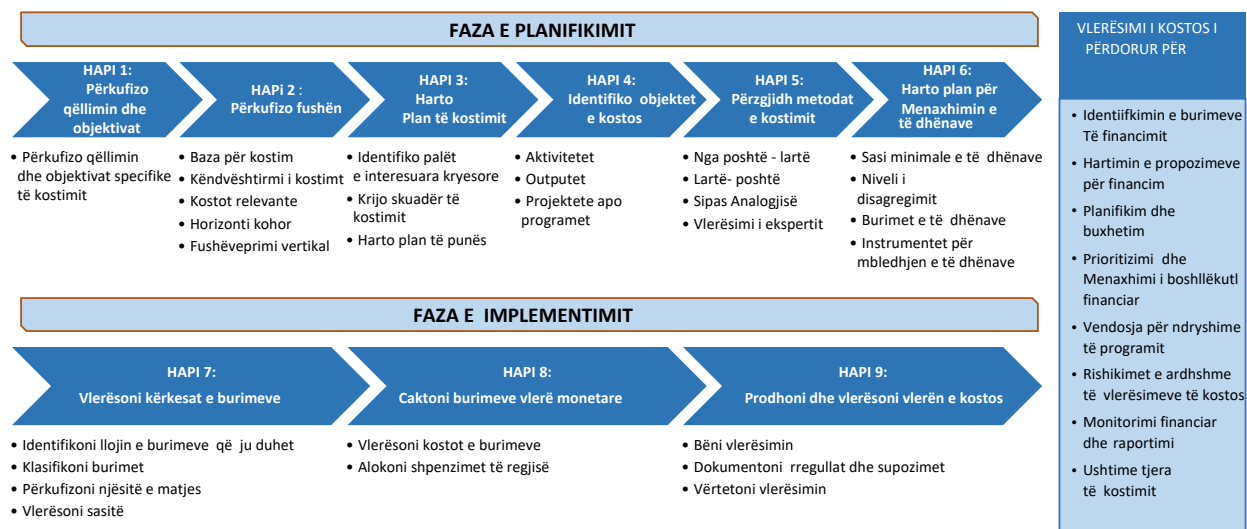 FAZA E PLANIFIKIMIT
HAPI 1:
Përkufizo
qëllimin dhe
objektivat
• Përkufizo qëllimin
dhe objektivat specifike
të kostimit
HAPi 2 :
Përkufizo fushën
• Baza për kostim
• Këndvështirmi i kostimt
• Kostot relevante
• Horizonti kohor
• Fushëveprimi vertikal
HAPI 3:
Harto
Plan të kostimit
• Identifiko palët
e interesuara kryesore
• Krijo skuadër të
kostimit
• Harto plan të punës
HAPI 4:
Identifiko objektet
e kostos
• Aktivitetet
• Outputet
• Projektete apo
programet
HAPI 5:
Përzgjidh metodat
e kostimit
• Nga poshtë - lartë
• Lartë- poshtë
• Sipas Analogjisë
• Vlerësimi i ekspertit
HAPI 6:
Harto plan për
Menaxhimin e
të dhënave
• Sasi minimale e të dhënave
• Niveli i
disagregimit
• Burimet e të dhënave
• Instrumentet për
mbledhjen e të dhënave
FAZA E IMPLEMENTIMIT
HAPI 7:
Vlerësoni kërkesat e burimeve
• Identifikoni llojin e burimeve që ju duhet
• Klasifikoni burimet
• Përkufizoni njësitë e matjes
• Vlerësoni sasitë
HAPI 8:
Caktoni burimeve vlerë monetare
• Vlerësoni kostot e burimeve
• Alokoni shpenzimet të regjisë
HAPI 9:
Prodhoni dhe vlerësoni vlerën e kostos
• Bëni vlerësimin
• Dokumentoni rregullat dhe supozimet
• Vërtetoni vlerësimin
VLERËSIMI I KOSTOS I
PËRDORUR PËR
• Identiifkimin e burimeve
Të financimit
• Hartimin e propozimeve
për financim
• Planifikim dhe
buxhetim
• Prioritizimi dhe
Menaxhimi i boshllëkutl
financiar
• Vendosja për ndryshime
të programit
• Rishikimet e ardhshme
të vlerësimeve të kostos
• Monitorimi financiar
dhe raportimi
• Ushtime tjera
të kostimit